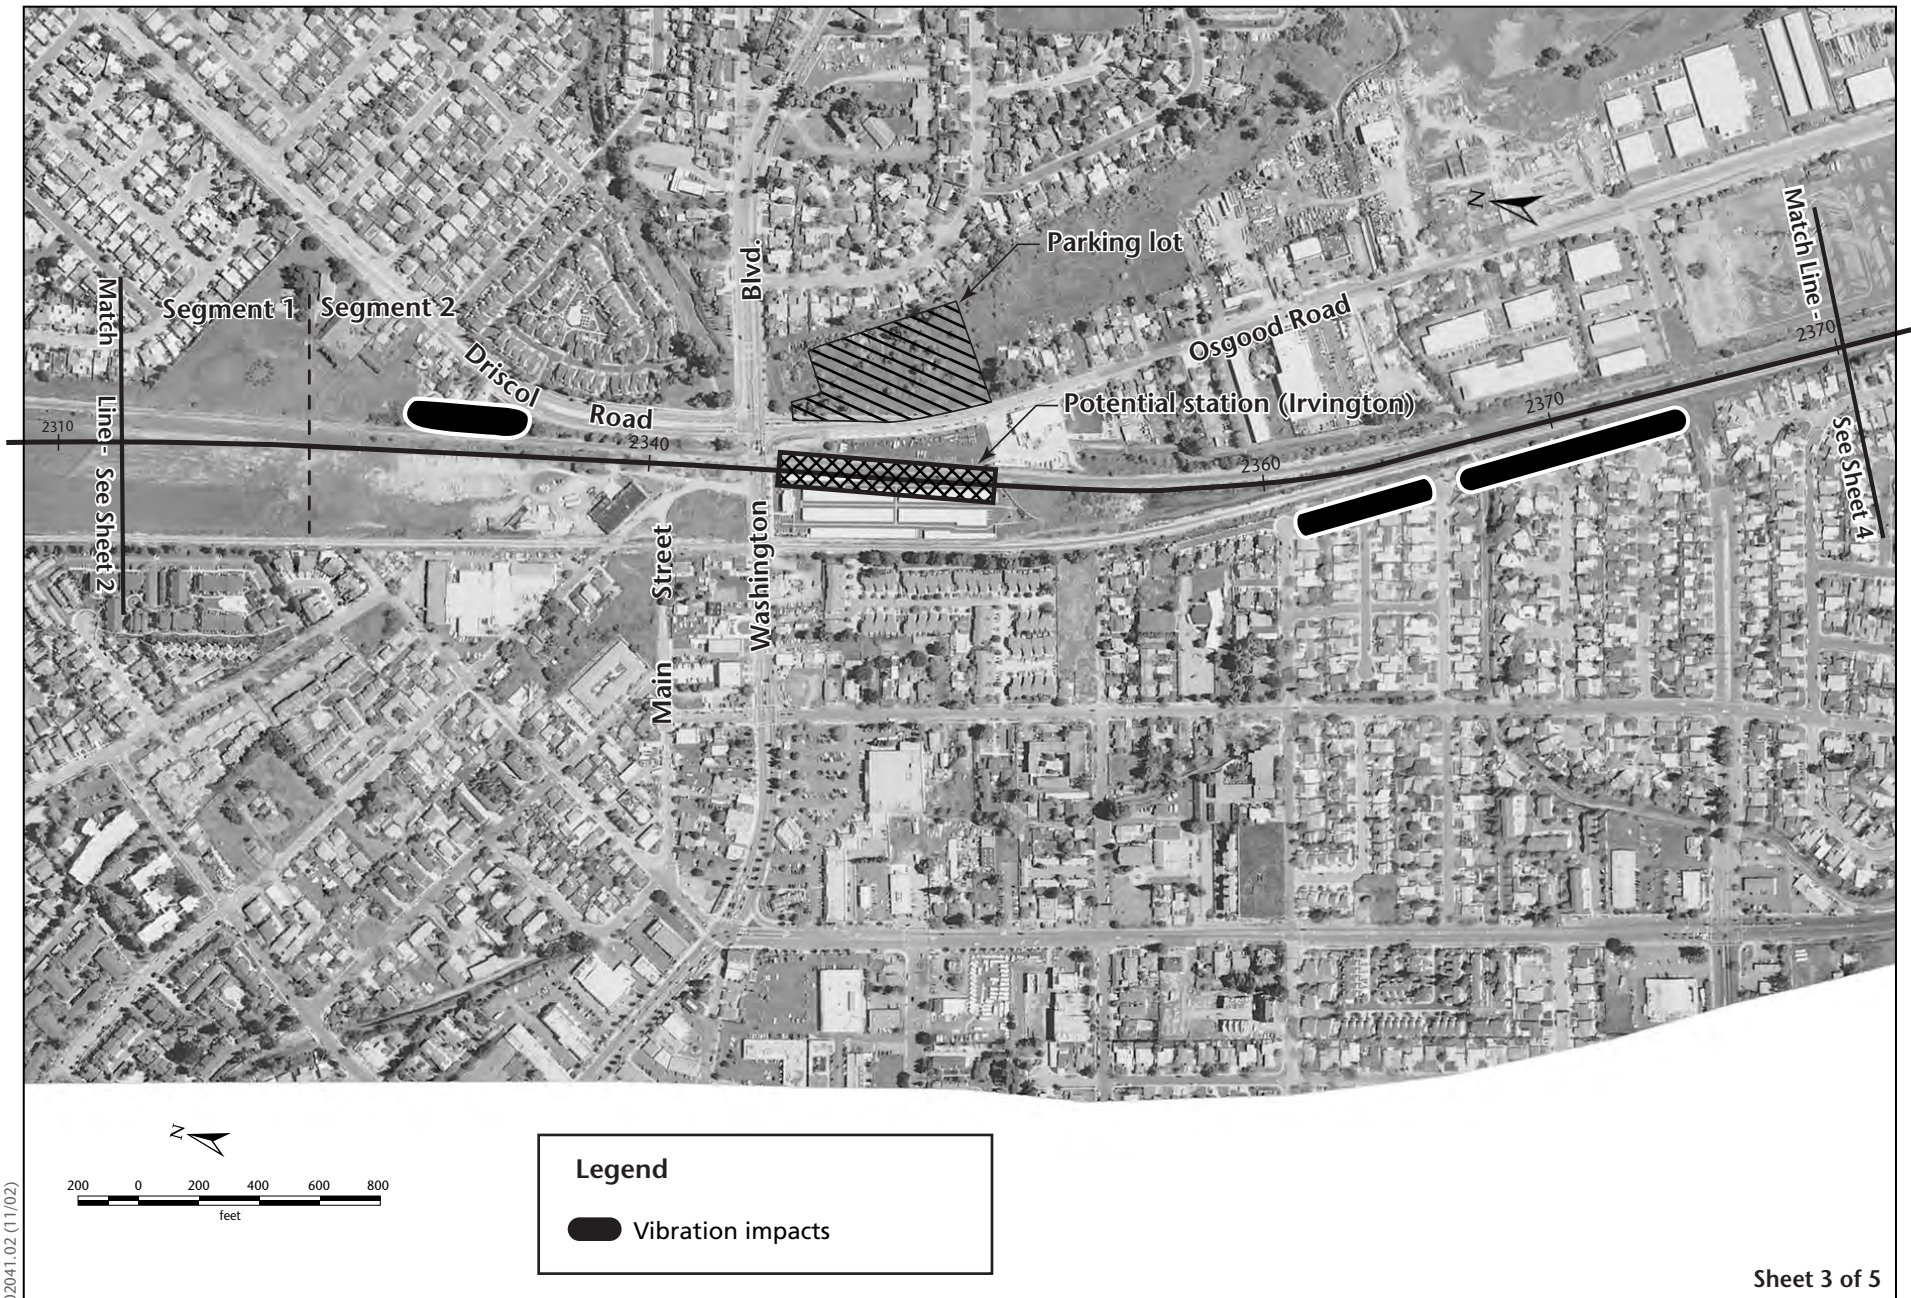 Blvd.
N
Parking lot
Match Line -
See Sheet 4
Match Line - See Sheet 2
Segment 1
Segment 2
Osgood Road
Driscol Road
Potential station (Irvington)
2310
2340
2360
2370
2370
Main Street
Washington
N
200 0 200 400 600 800
feet
Legend
Vibration impacts
02041.02 (11/02)
Sheet 3 of 5